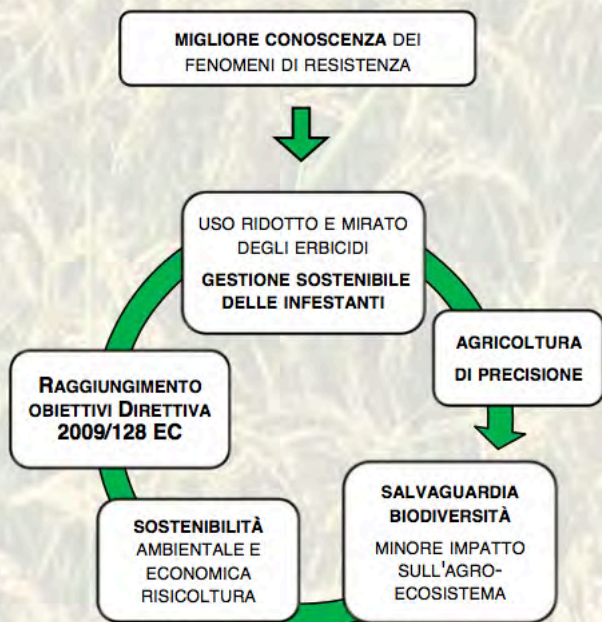 MIGLIORE CONOSCENZA DEI
FENOMENI DI RESISTENZA
USO RIDOTTO E MIRATO
DEGLI ERBICIDI
GESTIONE SOSTENIBILE
DELLE INFESTANTI
AGRICOLTURA
DI PRECISIONE
RAGGIUNGIMENTO
OBIETTIVI DIRETTIVA
2009/128 EC
SALVAGUARDIA
BIODIVERSITÀ
MINORE IMPATTO
SULL'AGRO-
ECOSISTEMA
SOSTENIBILITÀ
AMBIENTALE E
ECONOMICA
RISICOLTURA